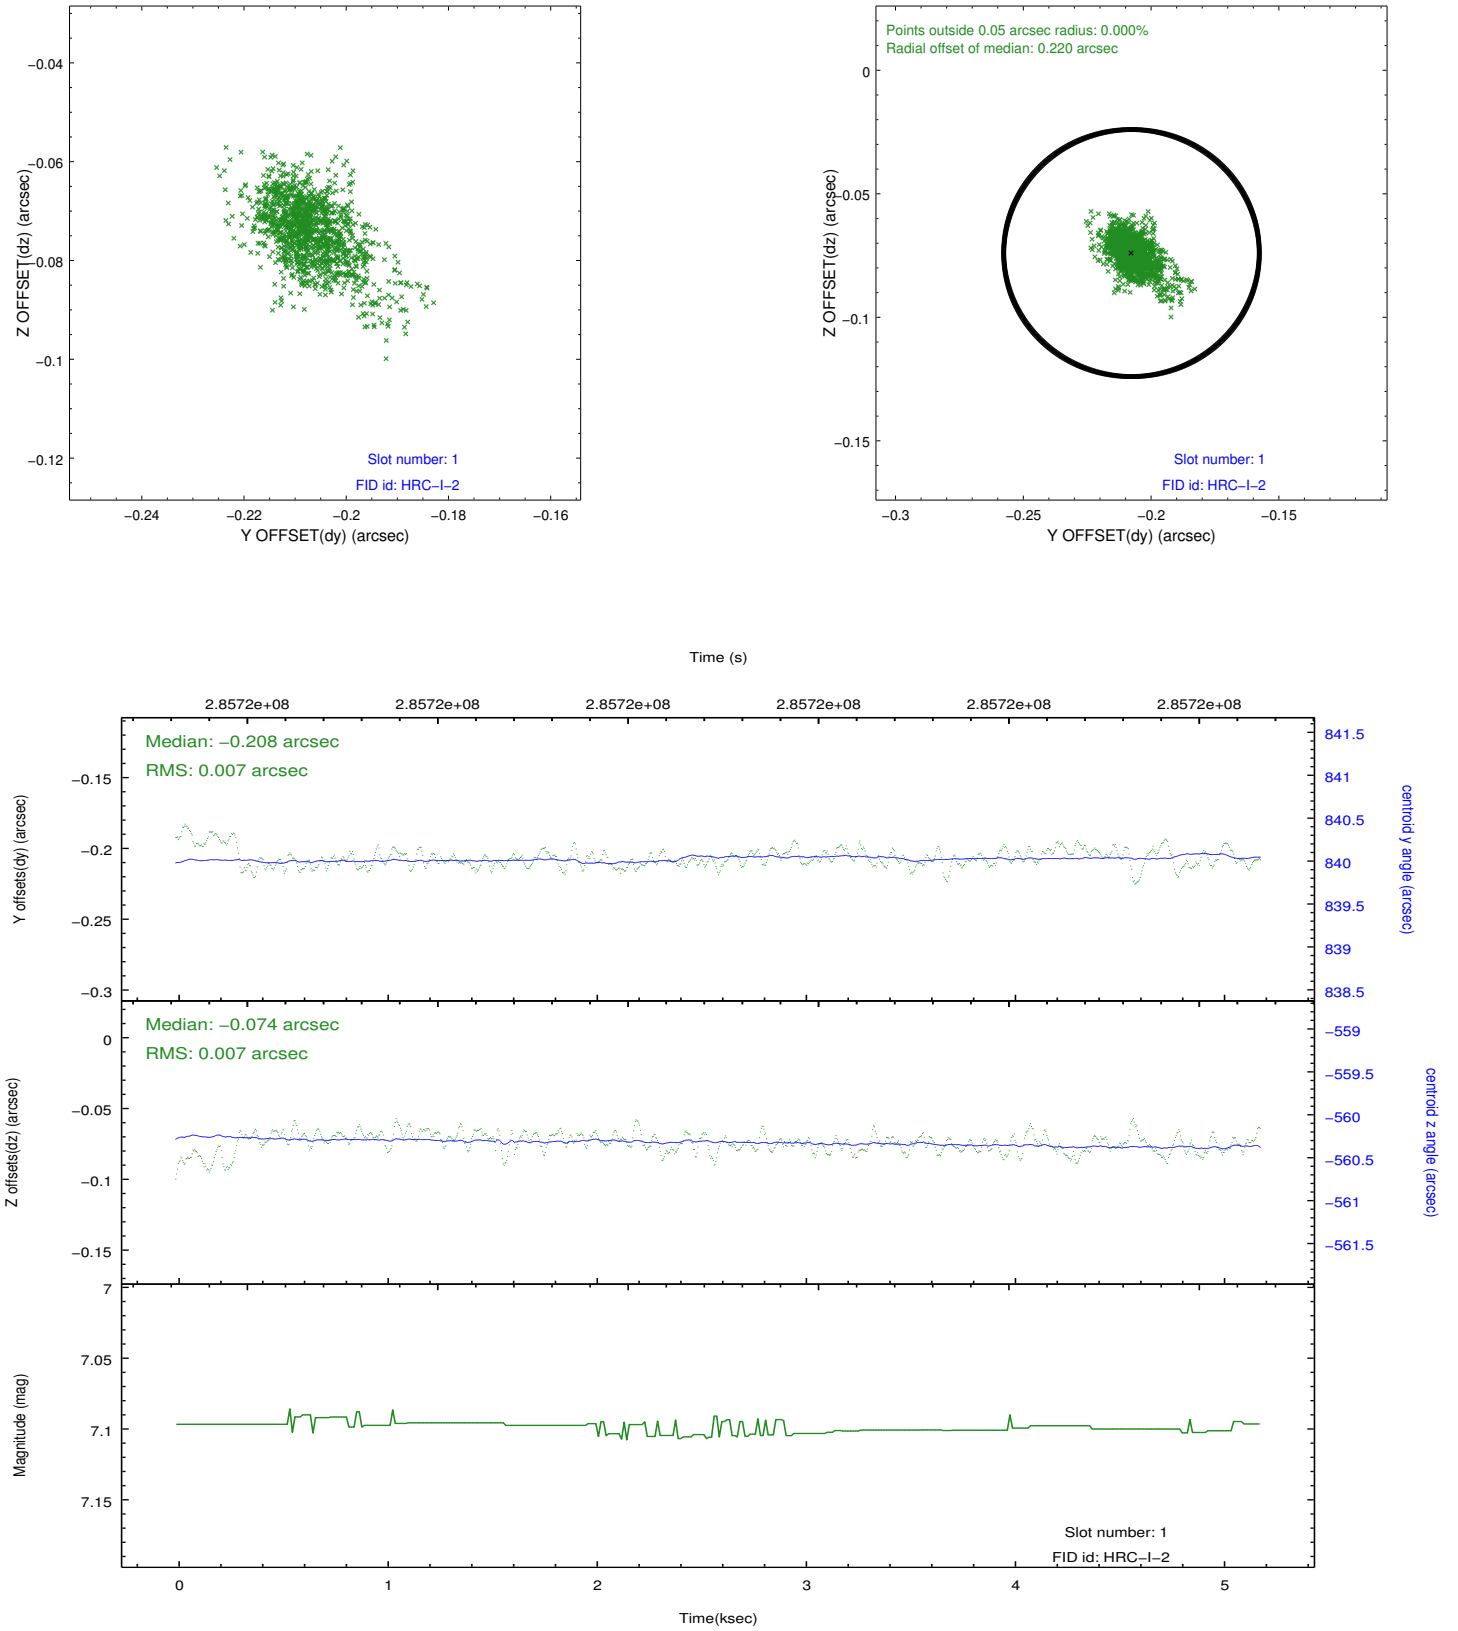 −0.04
−0.06
−0.08
−0.1
−0.12
Z OFFSET(dz) (arcsec)
Slot number: 1
FID id: HRC−I−2
−0.24
−0.22
−0.2
−0.18
−0.16
Y OFFSET(dy) (arcsec)
Points outside 0.05 arcsec radius: 0.000%
Radial offset of median: 0.220 arcsec
0
−0.05
−0.1
−0.15
Z OFFSET(dz) (arcsec)
Slot number: 1
FID id: HRC−I−2
−0.3
−0.25
−0.2
−0.15
Y OFFSET(dy) (arcsec)
Time (s)
2.8572e+08
2.8572e+08
2.8572e+08
2.8572e+08
2.8572e+08
2.8572e+08
Median: −0.208 arcsec
RMS: 0.007 arcsec
−0.15
−0.2
−0.25
−0.3
Y offsets(dy) (arcsec)
841.5
841
840.5
840
839.5
839
838.5
centroid y angle (arcsec)
Median: −0.074 arcsec
RMS: 0.007 arcsec
0
−0.05
−0.1
−0.15
Z offsets(dz) (arcsec)
−559
−559.5
−560
−560.5
−561
−561.5
centroid z angle (arcsec)
7
7.05
7.1
7.15
Magnitude (mag)
Slot number: 1
FID id: HRC−I−2
0
1
2
3
4
5
Time(ksec)